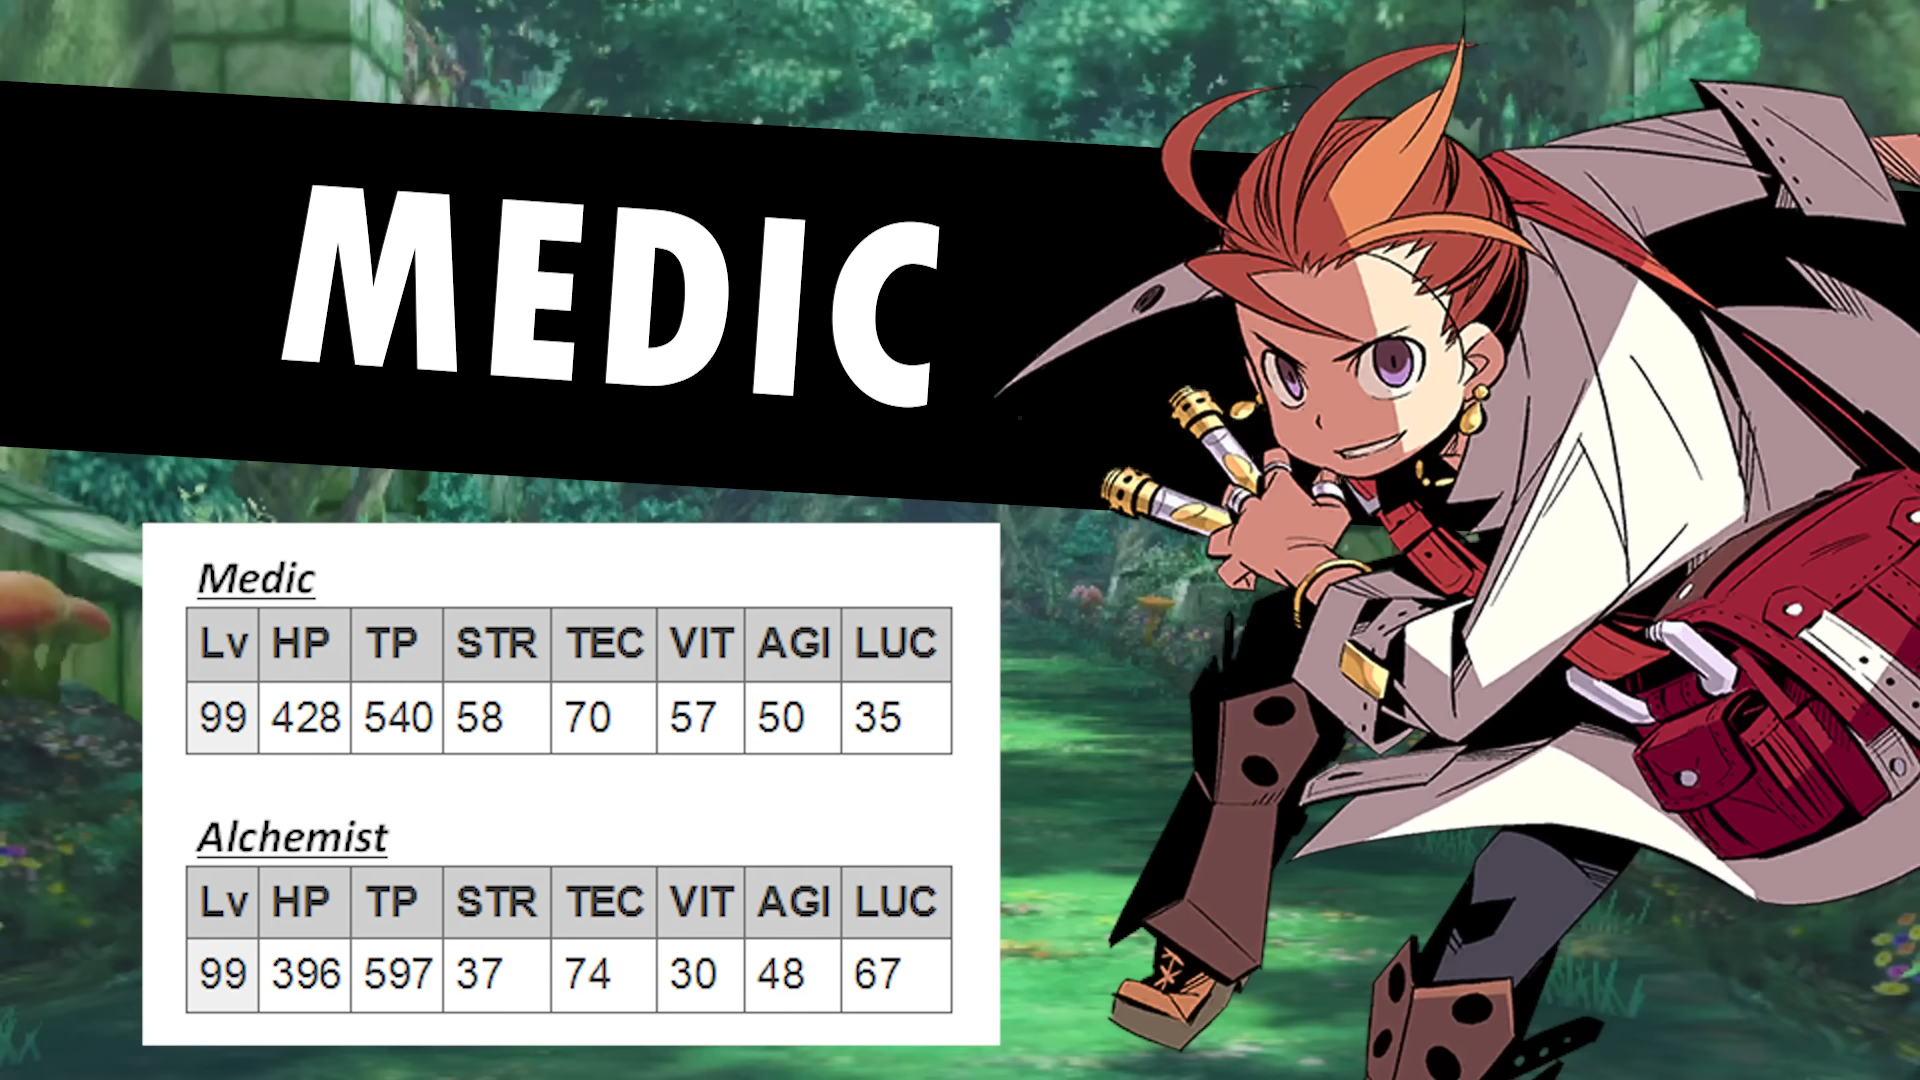 MEDIC
Medic
Lv HP TP STR TEC VIT AGI LUC
99 428 540 58 70 57 50 35
Alchemist
Lv HP TP STR TEC VIT AGI LUC
99 396 597 37 74 30 48 67